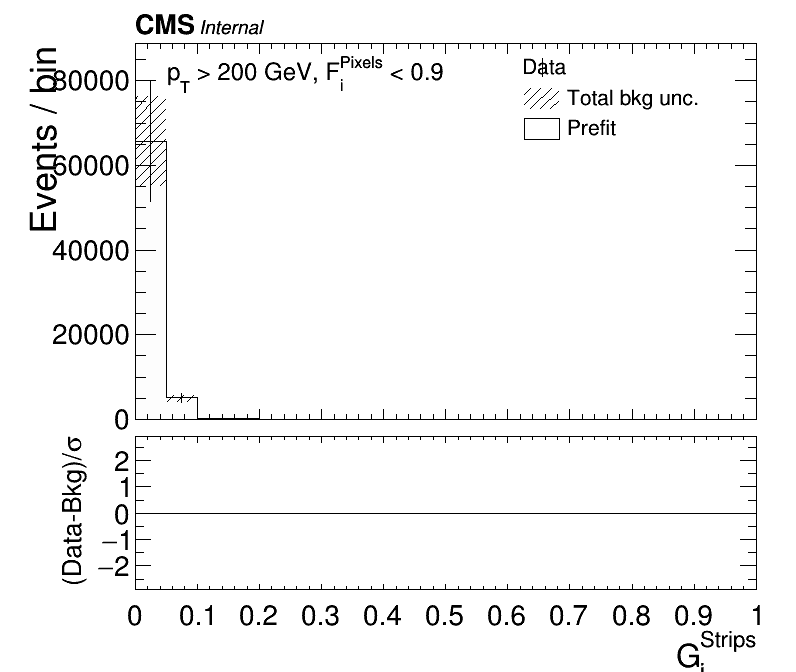 CMS Internal
p_T > 200 GeV, F_i^Pixels < 0.9
Data
Total bkg unc.
Prefit
Events / bin
80000
60000
40000
20000
0
(Data-Bkg)/σ
2
1
0
−1
−2
0 0.1 0.2 0.3 0.4 0.5 0.6 0.7 0.8 0.9 1
G_i^Strips